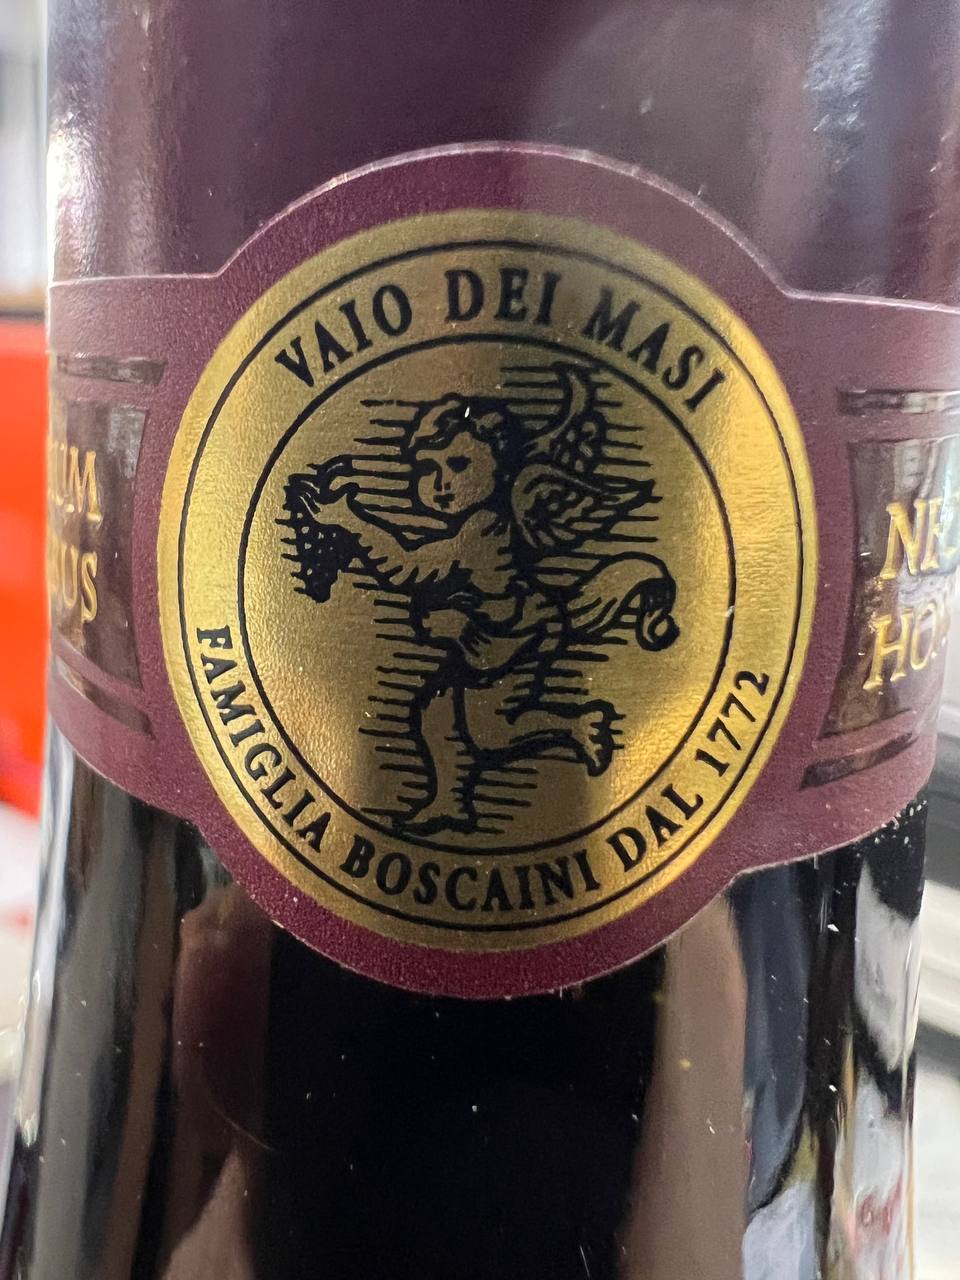 VAIO DEI MASI
FAMIGLIA BOSCAINI DAL 1772